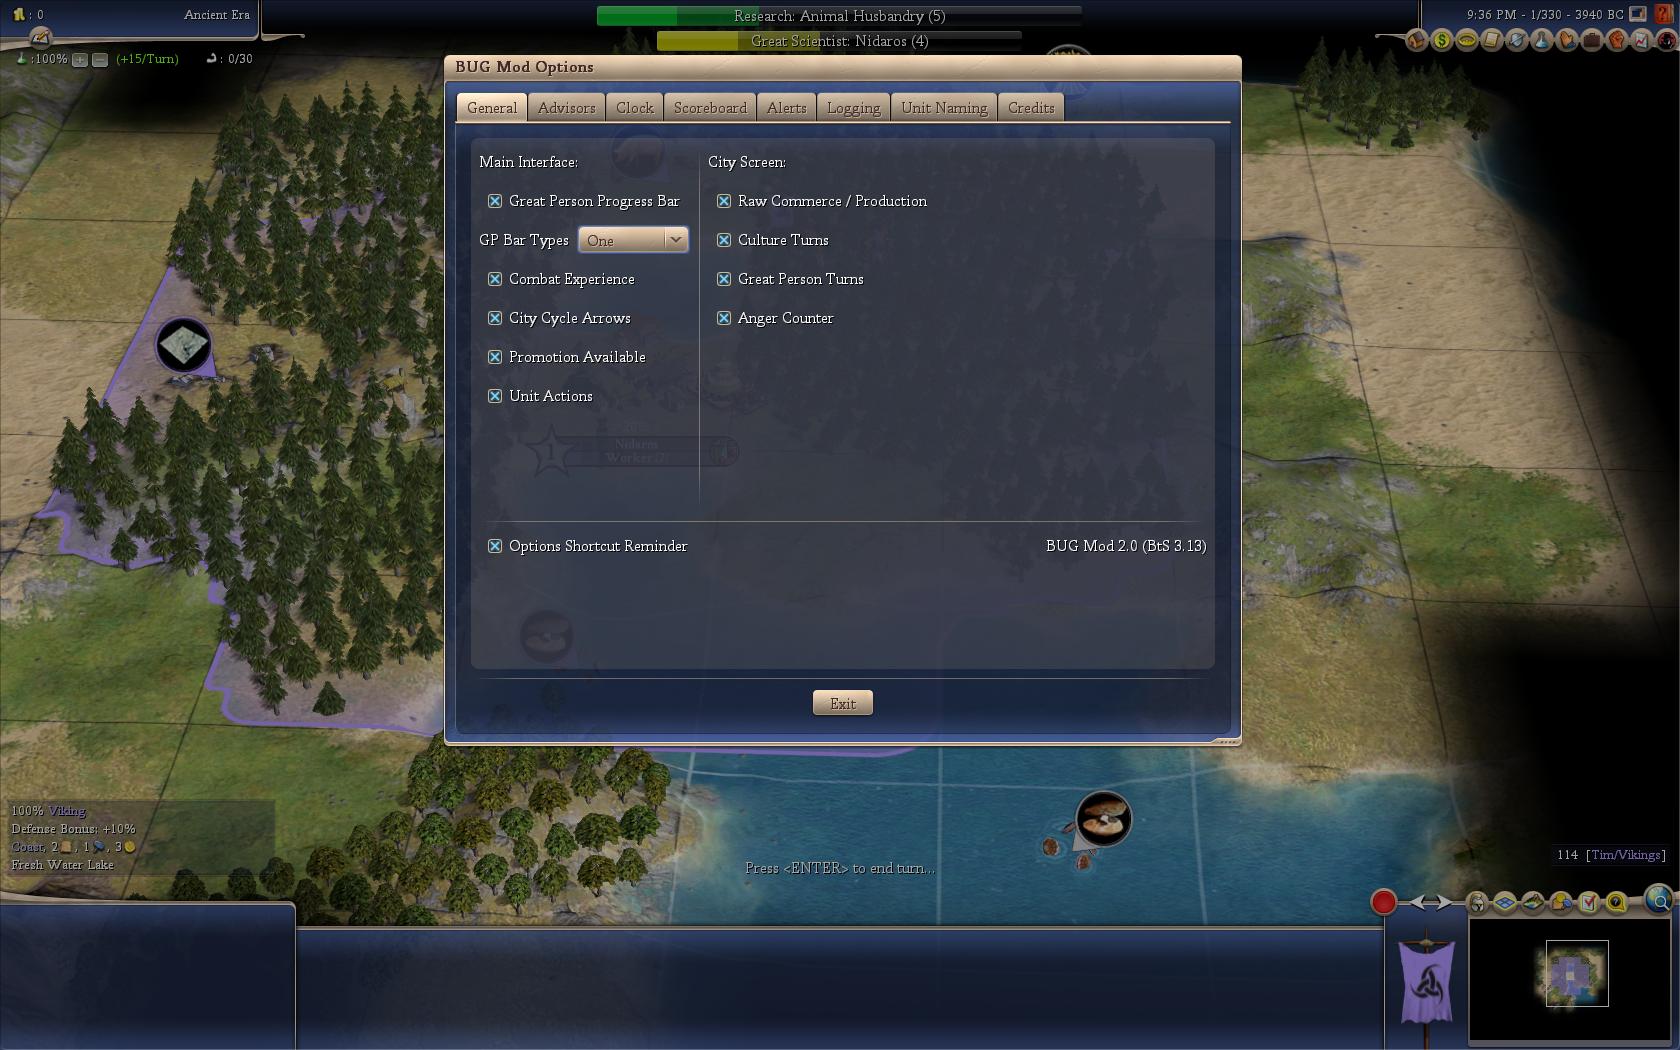 : 0
Ancient Era
Research: Animal Husbandry (5)
9:36 PM - 1/330 - 3940 BC
Great Scientist: Nidaros (4)
:100% (+15/Turn) : 0/30
BUG Mod Options
General Advisors Clock Scoreboard Alerts Logging Unit Naming Credits
Main Interface:
Great Person Progress Bar
GP Bar Types One
Combat Experience
City Cycle Arrows
Promotion Available
Unit Actions
City Screen:
Raw Commerce / Production
Culture Turns
Great Person Turns
Anger Counter
1
Nidaros
Options Shortcut Reminder
BUG Mod 2.0 (BtS 3.13)
Exit
100% Viking
Defense Bonus: +10%
Coast, 2 , 1 , 3
Fresh Water Lake
Press <ENTER> to end turn...
114 [Tim/Vikings]